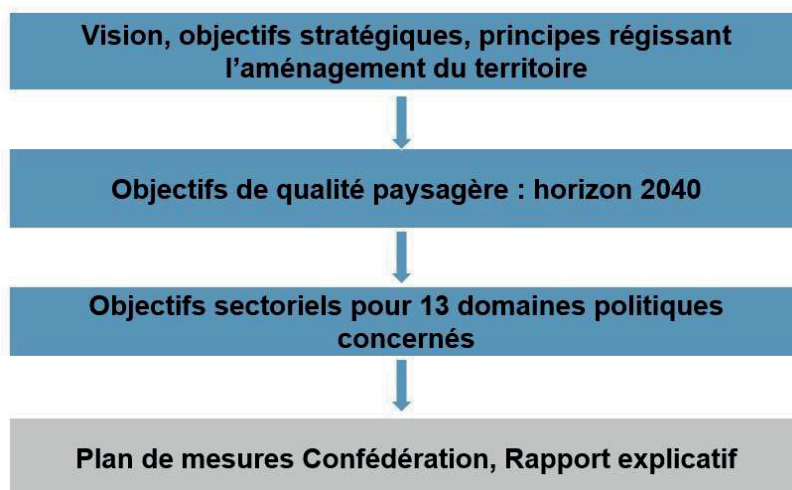 Vision, objectifs stratégiques, principes régissant
l’aménagement du territoire
Objectifs de qualité paysagère : horizon 2040
Objectifs sectoriels pour 13 domaines politiques
concernés
Plan de mesures Confédération, Rapport explicatif